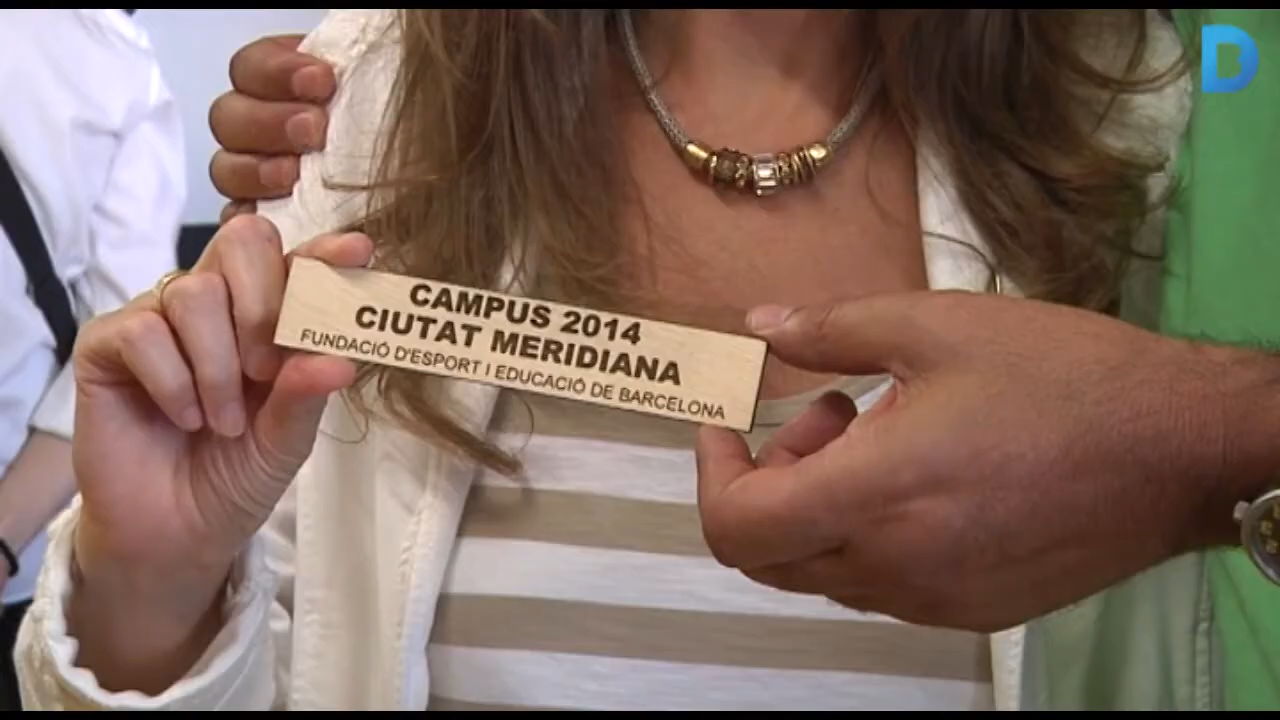 CAMPUS 2014
CIUTAT MERIDIANA
FUNDACIÓ D'ESPORT I EDUCACIÓ DE BARCELONA